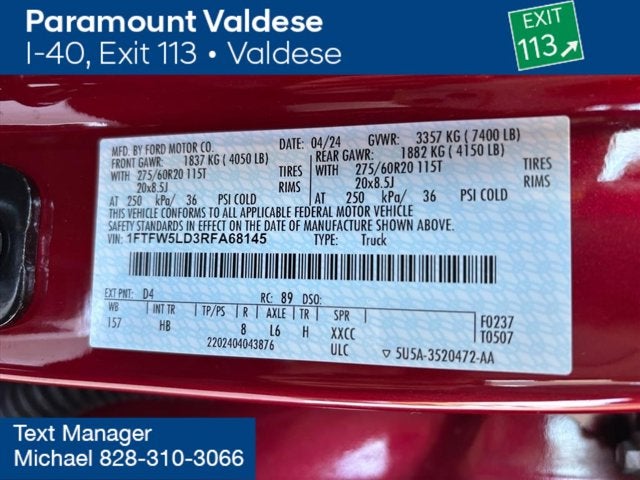 Paramount Valdese
I-40, Exit 113 • Valdese
EXIT
113
MFD. BY FORD MOTOR CO.
DATE: 04/24 GVWR: 3357 KG ( 7400 LB)
FRONT GAWR: 1837 KG ( 4050 LB) REAR GAWR: 1882 KG ( 4150 LB)
WITH 275/60R20 115T TIRES WITH 275/60R20 115T TIRES
20x8.5J RIMS 20x8.5J RIMS
AT 250 kPa/ 36 PSI COLD AT 250 kPa/ 36 PSI COLD
THIS VEHICLE CONFORMS TO ALL APPLICABLE FEDERAL MOTOR VEHICLE
SAFETY STANDARDS IN EFFECT ON THE DATE OF MANUFACTURE SHOWN ABOVE.
VIN: 1FTFW5LD3RFA68145 TYPE: Truck
EXT PNT: D4 RC: 89 DSO:
WB INT TR TP/PS R AXLE TR SPR F0237
157 HB 8 L6 H XXCC T0507
2202404043876 ULC ▽ 5U5A-3520472-AA
Text Manager
Michael 828-310-3066